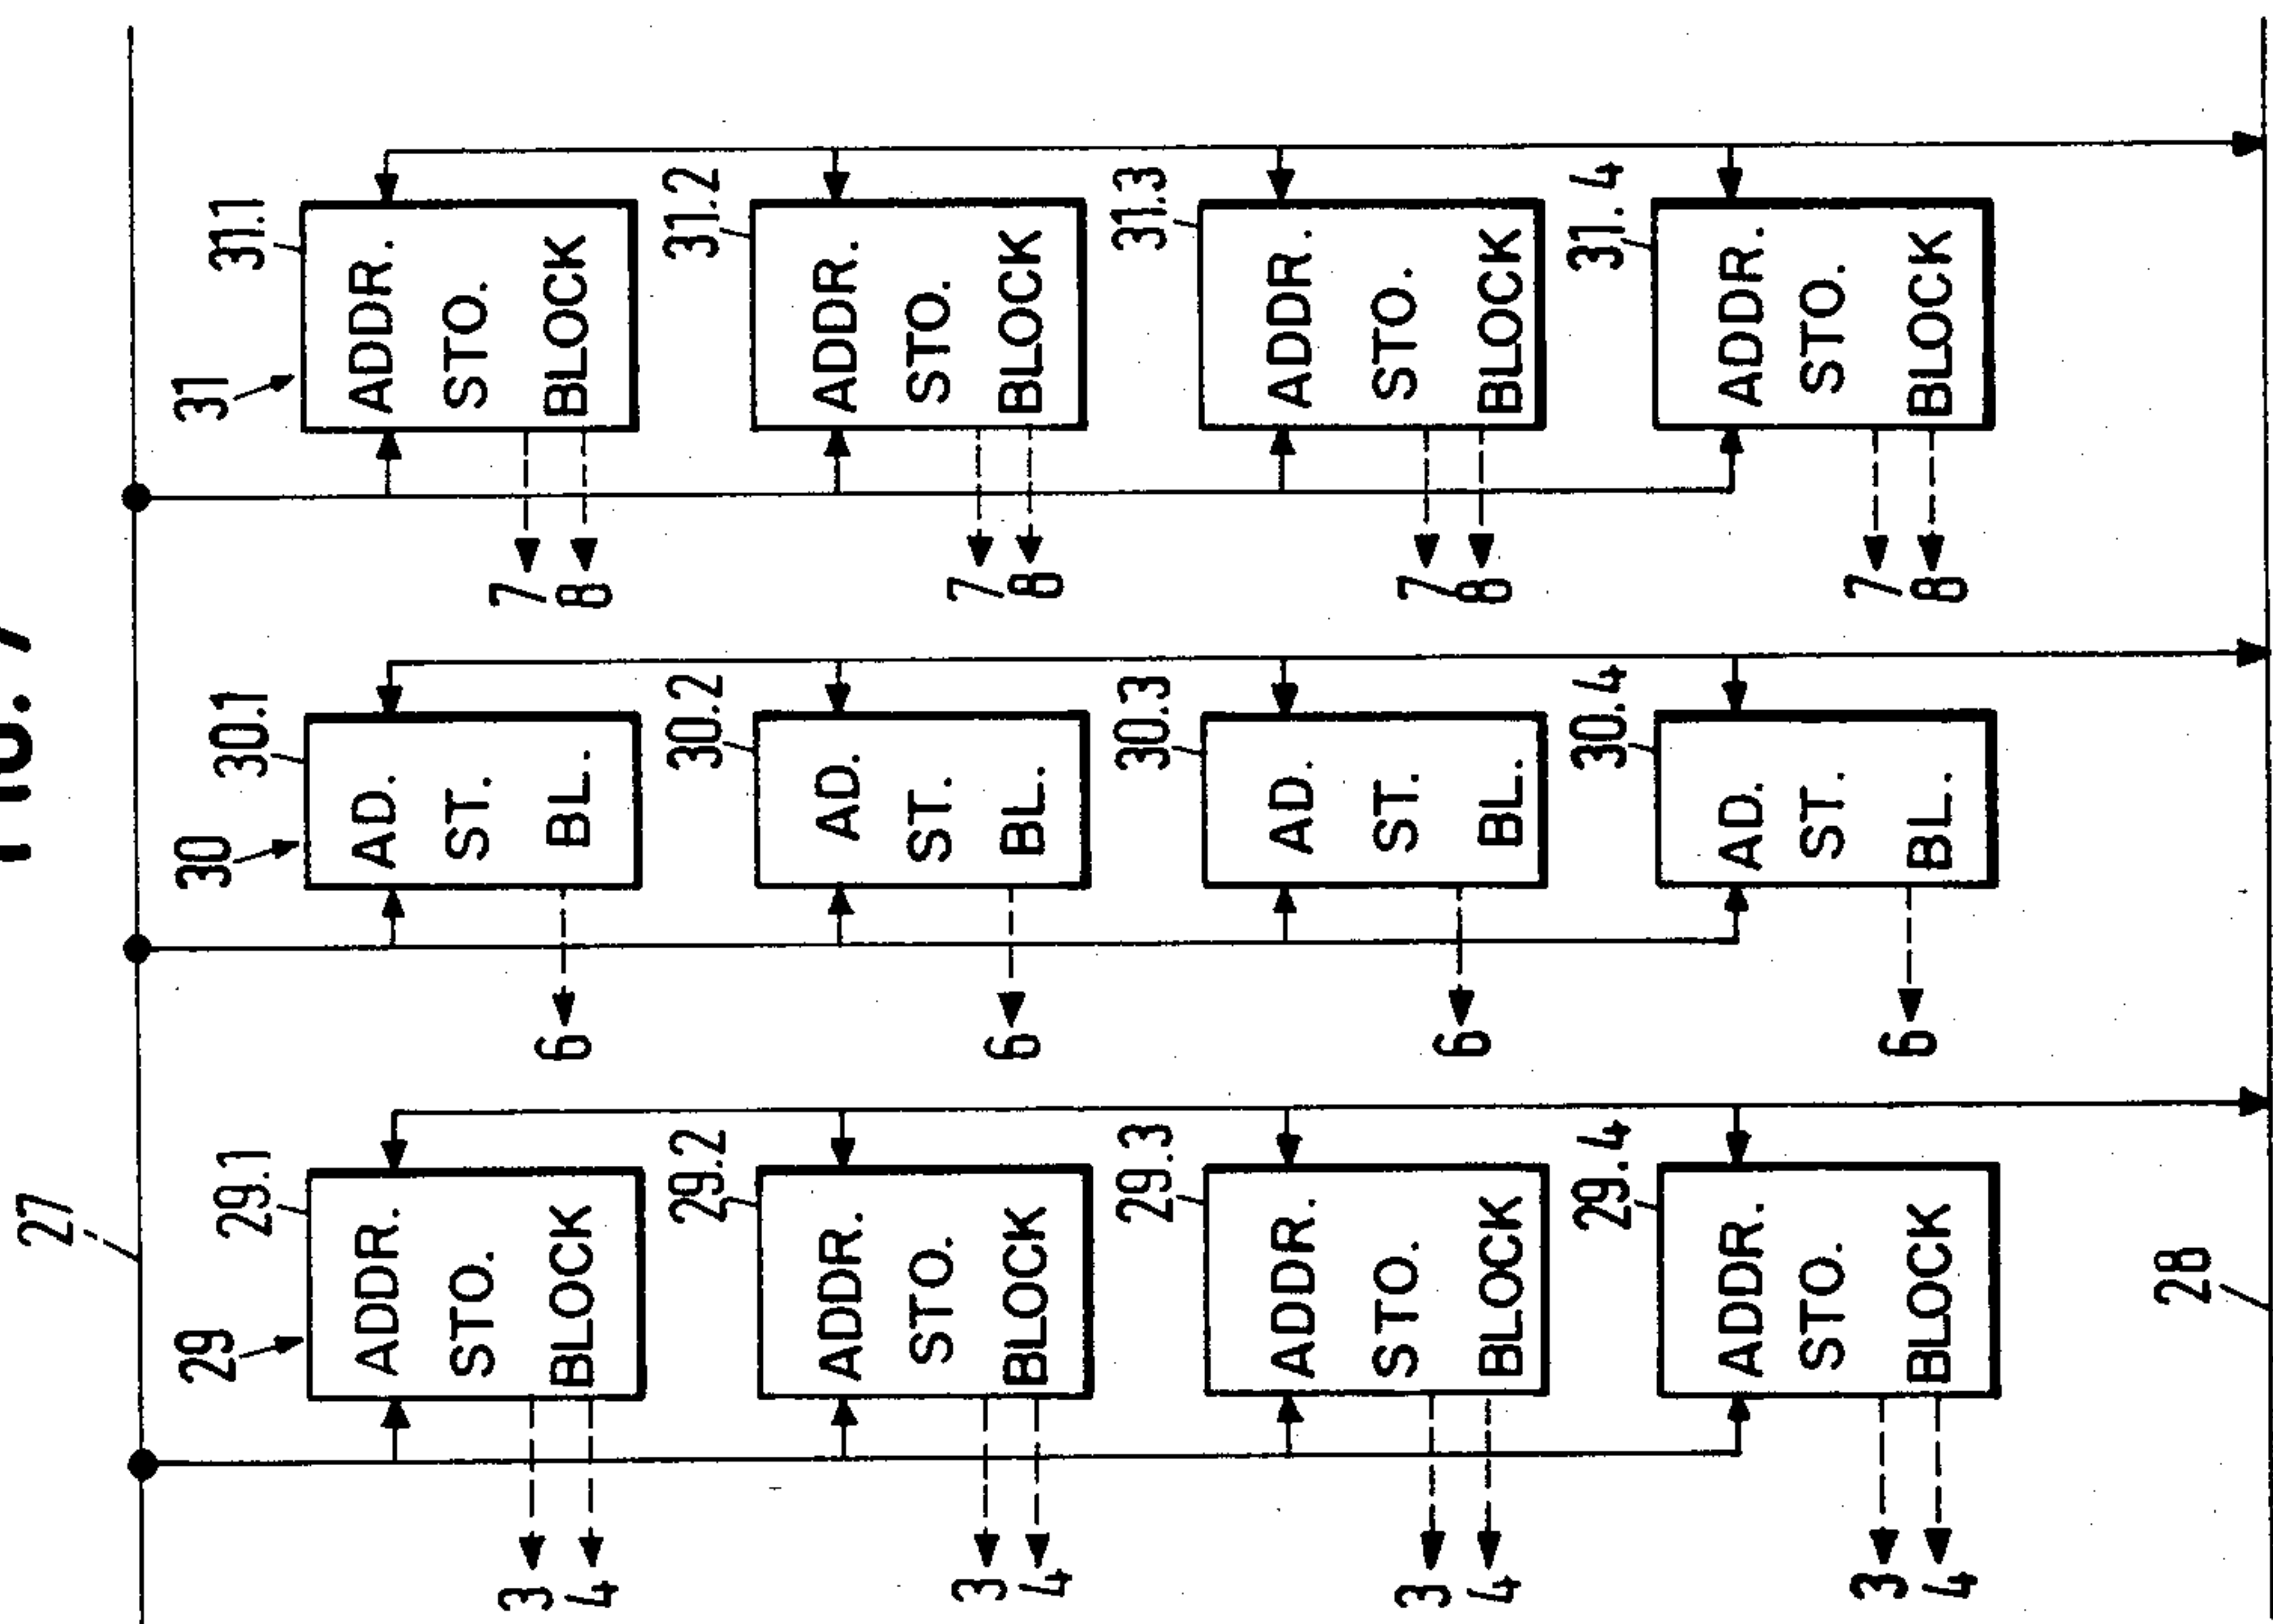 FIG. 7
27
29
29.1
ADDR.
STO.
BLOCK
3
4
30
30.1
AD.
ST.
BL.
6
31
31.1
ADDR.
STO.
BLOCK
7
8
29.2
ADDR.
STO.
BLOCK
3
4
30.2
AD.
ST.
BL.
6
31.2
ADDR.
STO.
BLOCK
7
8
29.3
ADDR.
STO.
BLOCK
3
4
30.3
AD.
ST.
BL.
6
31.3
ADDR.
STO.
BLOCK
7
8
29.4
ADDR.
STO.
BLOCK
3
4
30.4
AD.
ST.
BL.
6
31.4
ADDR.
STO.
BLOCK
7
8
28